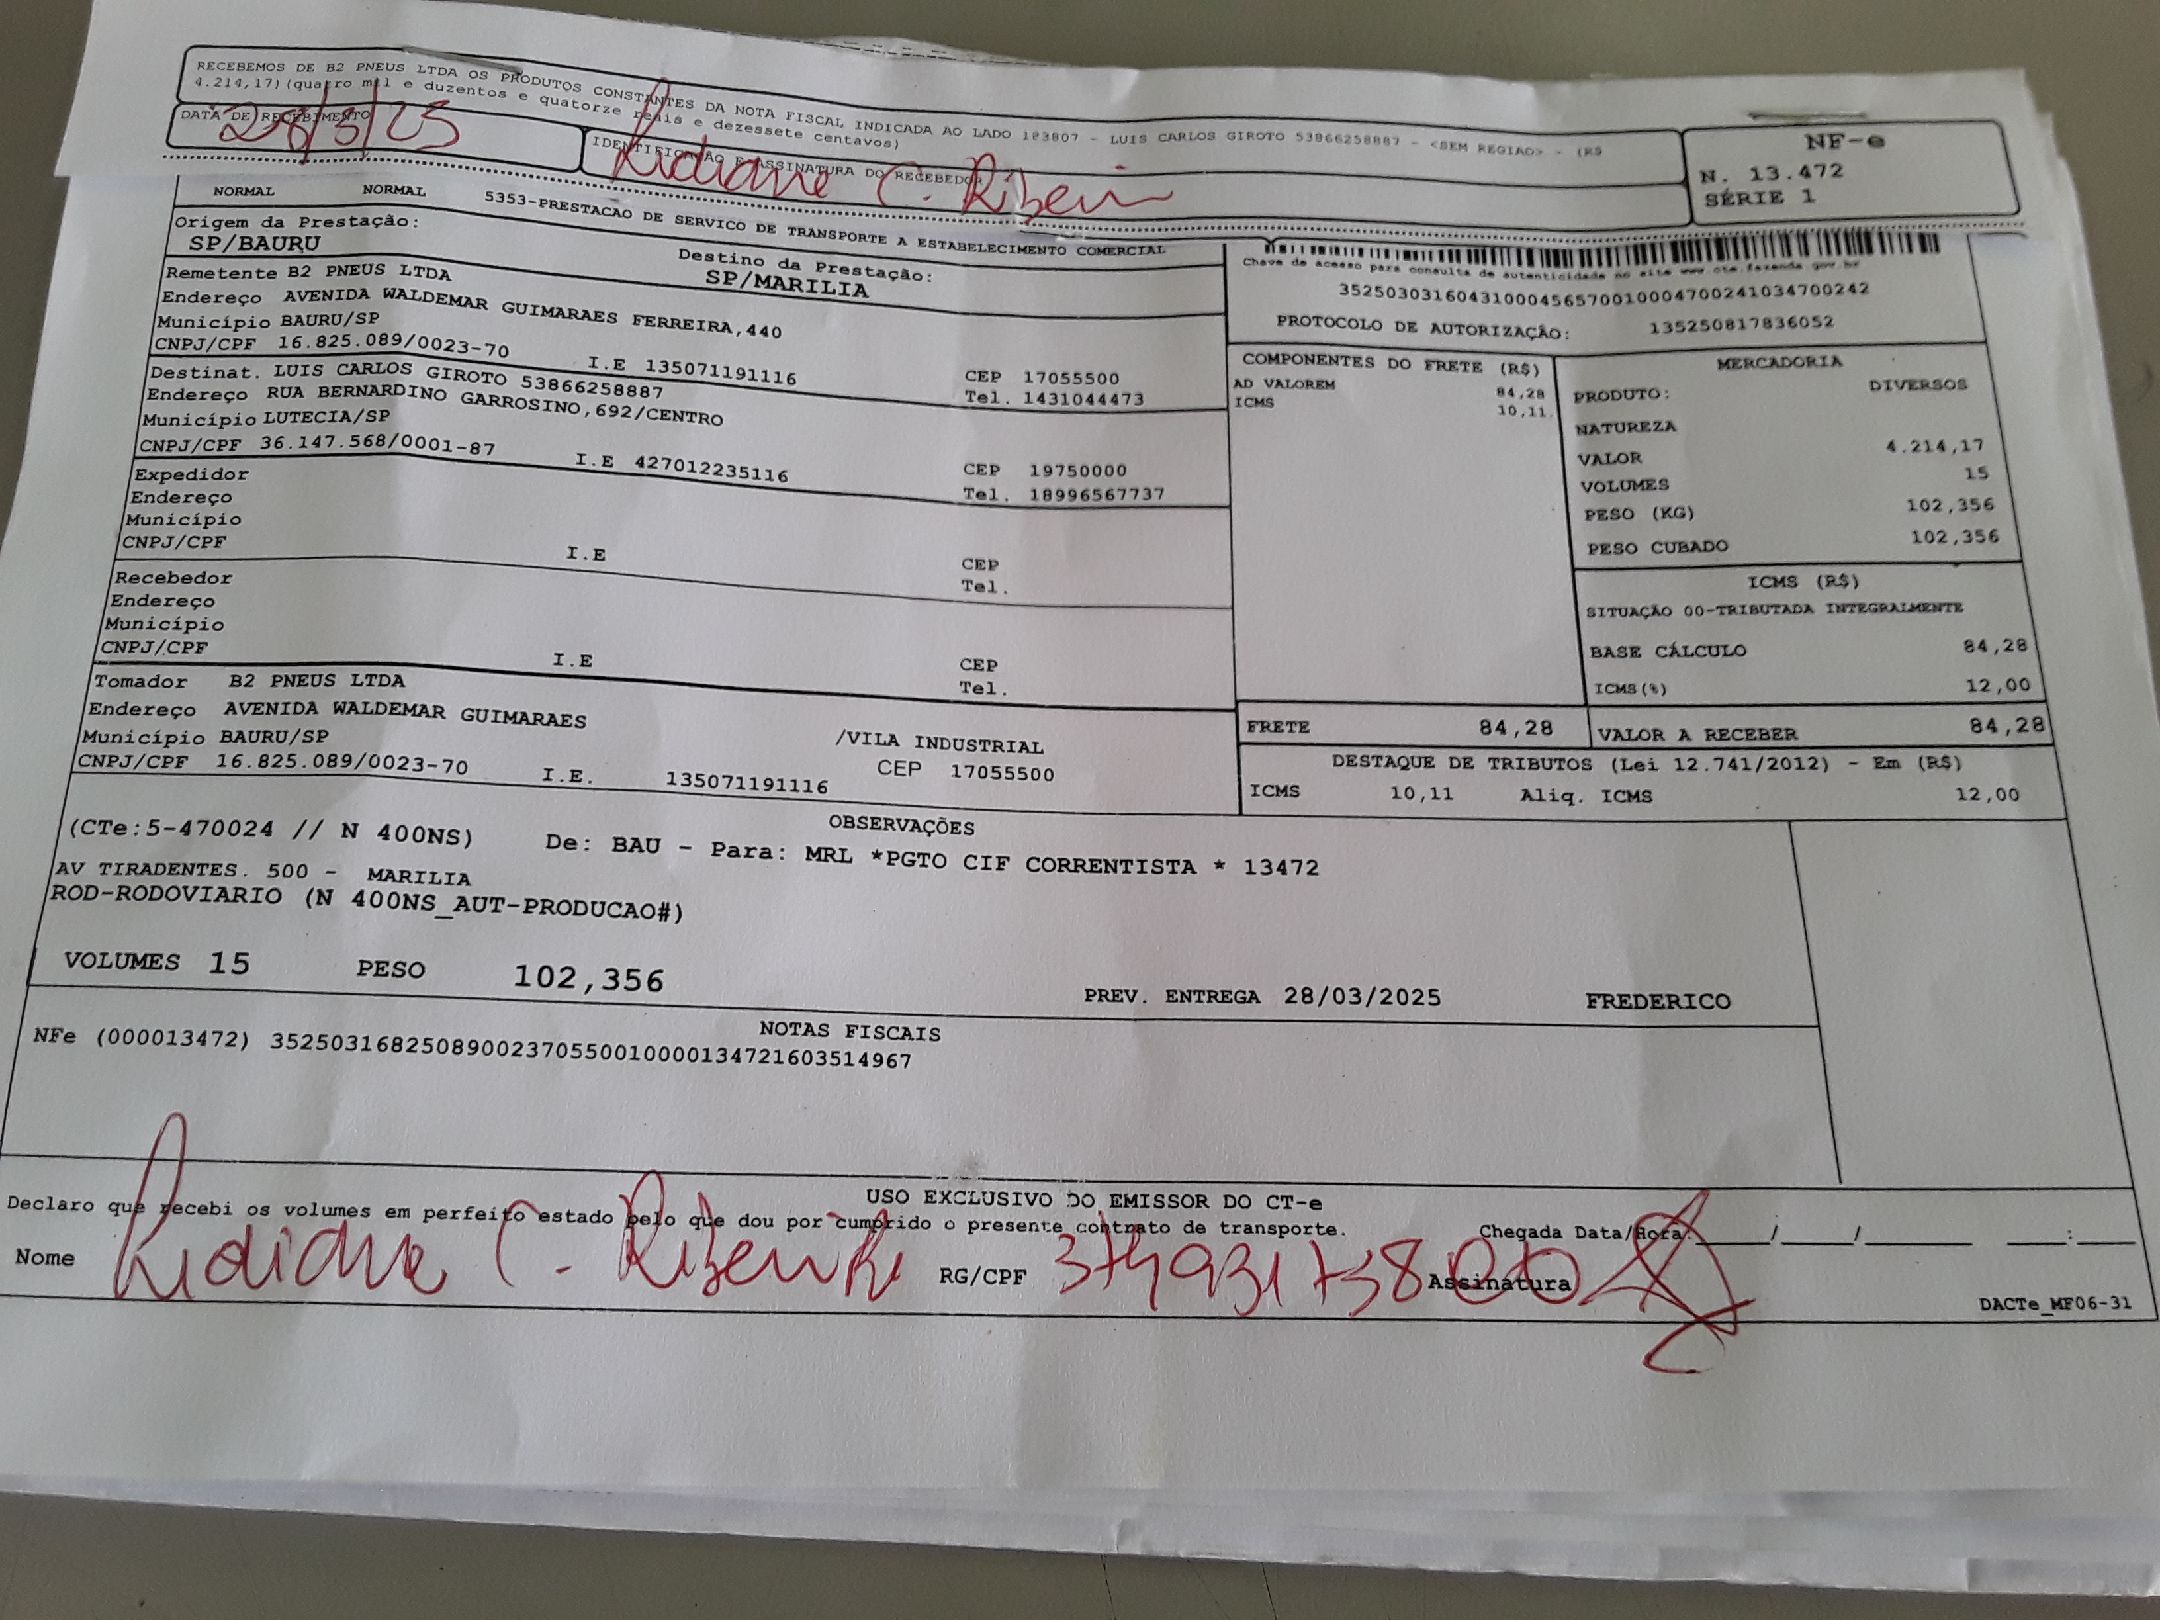 RECEBEMOS DE B2 PNEUS LTDA OS PRODUTOS CONSTANTES DA NOTA FISCAL INDICADA AO LADO 183807 - LUIS CARLOS GIROTO 53866258887 - <SEM REGIAO> - (R$
4.214,17)(quatro mil e duzentos e quatorze reais e dezessete centavos)
DATA DE RECEBIMENTO
28/3/25
IDENTIFICAÇÃO E ASSINATURA DO RECEBEDOR
C. Ribeiro
NF-e
N. 13.472
SÉRIE 1
NORMAL NORMAL 5353-PRESTACAO DE SERVICO DE TRANSPORTE A ESTABELECIMENTO COMERCIAL
Origem da Prestação:
SP/BAURU
Destino da Prestação:
SP/MARILIA
Remetente B2 PNEUS LTDA
Endereço AVENIDA WALDEMAR GUIMARAES FERREIRA,440
Município BAURU/SP
CNPJ/CPF 16.825.089/0023-70 I.E 135071191116
CEP 17055500
Tel. 1431044473
Destinat. LUIS CARLOS GIROTO 53866258887
Endereço RUA BERNARDINO GARROSINO,692/CENTRO
Município LUTECIA/SP
CNPJ/CPF 36.147.568/0001-87 I.E 427012235116
CEP 19750000
Tel. 18996567737
Expedidor
Endereço
Município
CNPJ/CPF I.E
CEP
Tel.
Recebedor
Endereço
Município
CNPJ/CPF I.E
CEP
Tel.
Tomador B2 PNEUS LTDA
Endereço AVENIDA WALDEMAR GUIMARAES /VILA INDUSTRIAL
Município BAURU/SP CEP 17055500
CNPJ/CPF 16.825.089/0023-70 I.E. 135071191116
Chave de acesso para consulta de autenticidade no site www.cte.fazenda.gov.br
35250303160431000456570010004700241034700242
PROTOCOLO DE AUTORIZAÇÃO: 135250817836052
COMPONENTES DO FRETE (R$)
AD VALOREM 84,28
ICMS 10,11
MERCADORIA
PRODUTO: DIVERSOS
NATUREZA
VALOR 4.214,17
VOLUMES 15
PESO (KG) 102,356
PESO CUBADO 102,356
ICMS (R$)
SITUAÇÃO 00-TRIBUTADA INTEGRALMENTE
BASE CÁLCULO 84,28
ICMS(%) 12,00
FRETE 84,28 VALOR A RECEBER 84,28
DESTAQUE DE TRIBUTOS (Lei 12.741/2012) - Em (R$)
ICMS 10,11 Aliq. ICMS 12,00
OBSERVAÇÕES
(CTe:5-470024 // N 400NS) De: BAU - Para: MRL *PGTO CIF CORRENTISTA * 13472
AV TIRADENTES. 500 - MARILIA
ROD-RODOVIARIO (N 400NS_AUT-PRODUCAO#)
VOLUMES 15 PESO 102,356
PREV. ENTREGA 28/03/2025 FREDERICO
NOTAS FISCAIS
NFe (000013472) 35250316825089002370550010000134721603514967
USO EXCLUSIVO DO EMISSOR DO CT-e
Declaro que recebi os volumes em perfeito estado pelo que dou por cumprido o presente contrato de transporte.
Chegada Data/Hora: ____/____/______ ___:___
Nome C. Ribeiro RG/CPF Assinatura
DACTe_MF06-31